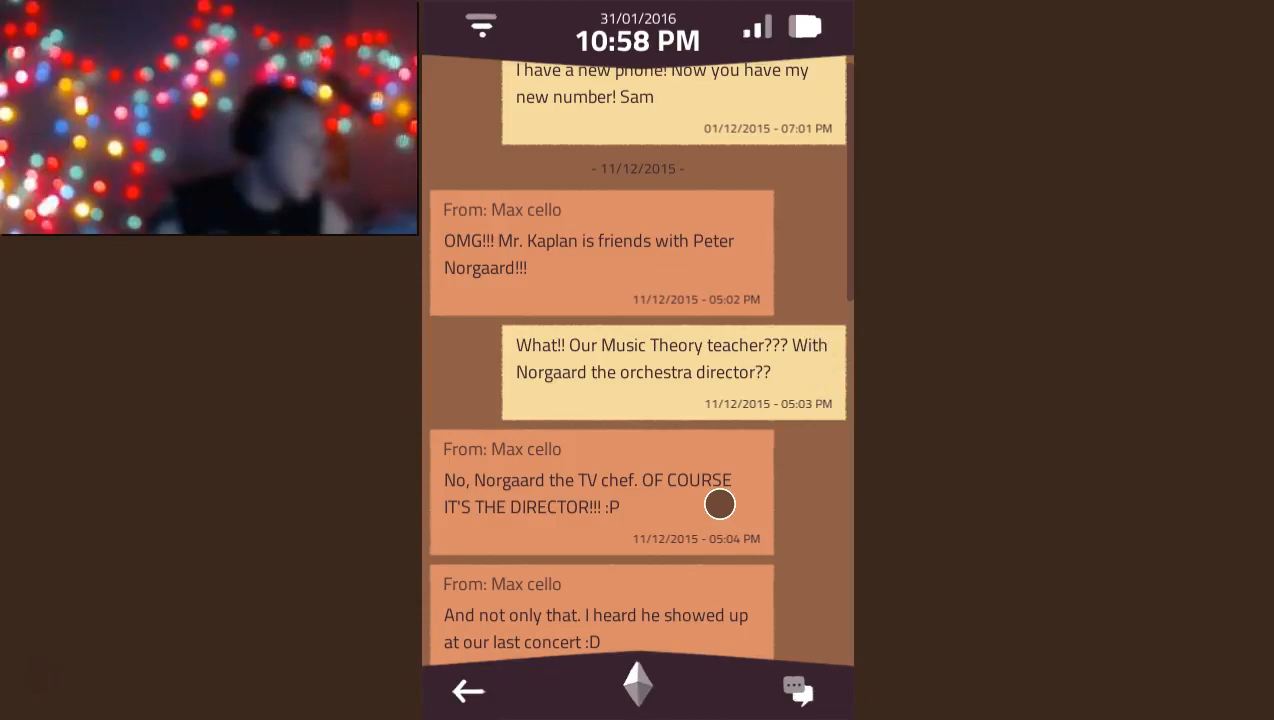 31/01/2016
10:58 PM
I have a new phone! Now you have my
new number! Sam
01/12/2015 - 07:01 PM
- 11/12/2015 -
From: Max cello
OMG!!! Mr. Kaplan is friends with Peter
Norgaard!!!
11/12/2015 - 05:02 PM
What!! Our Music Theory teacher??? With
Norgaard the orchestra director??
11/12/2015 - 05:03 PM
From: Max cello
No, Norgaard the TV chef. OF COURSE
IT'S THE DIRECTOR!!! :P
11/12/2015 - 05:04 PM
From: Max cello
And not only that. I heard he showed up
at our last concert :D